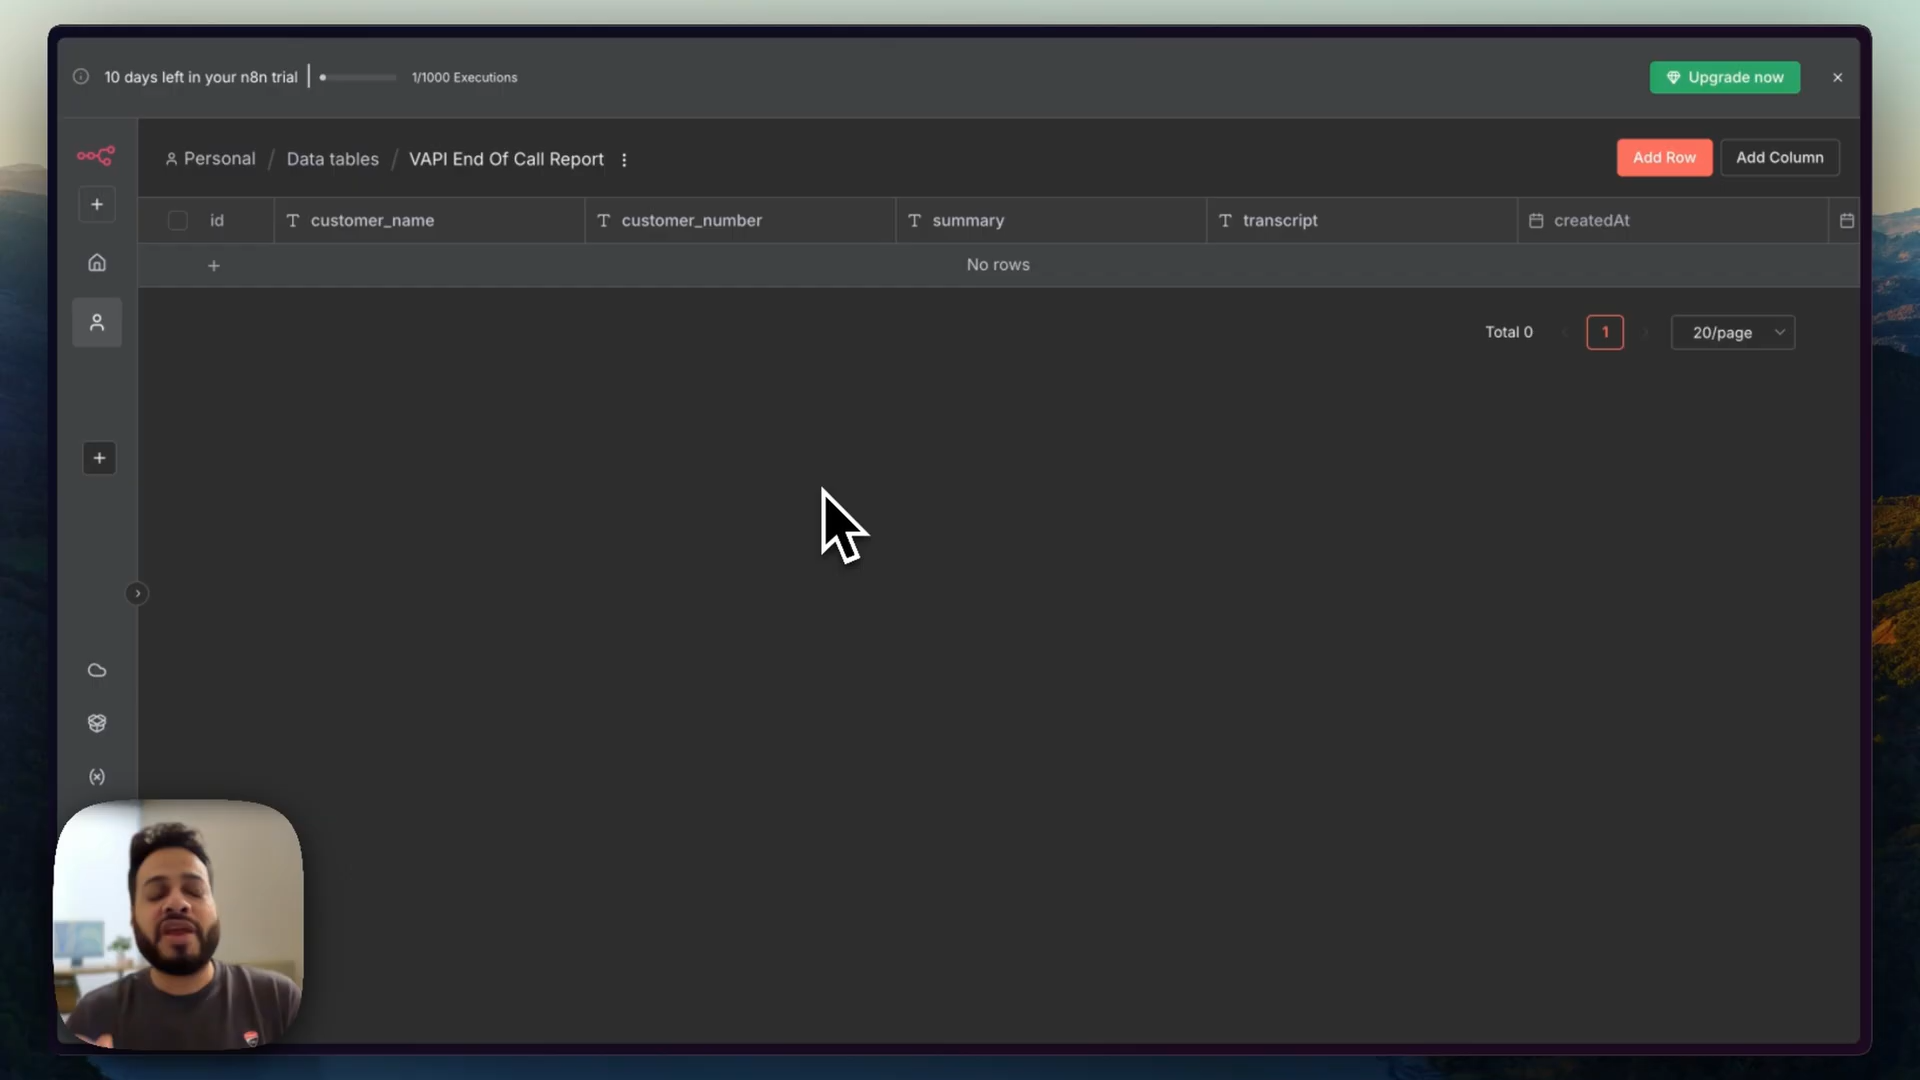 10 days left in your n8n trial
1/1000 Executions
Upgrade now
Personal / Data tables / VAPI End Of Call Report
Add Row
Add Column
id
customer_name
customer_number
summary
transcript
createdAt
No rows
Total 0
1
20/page